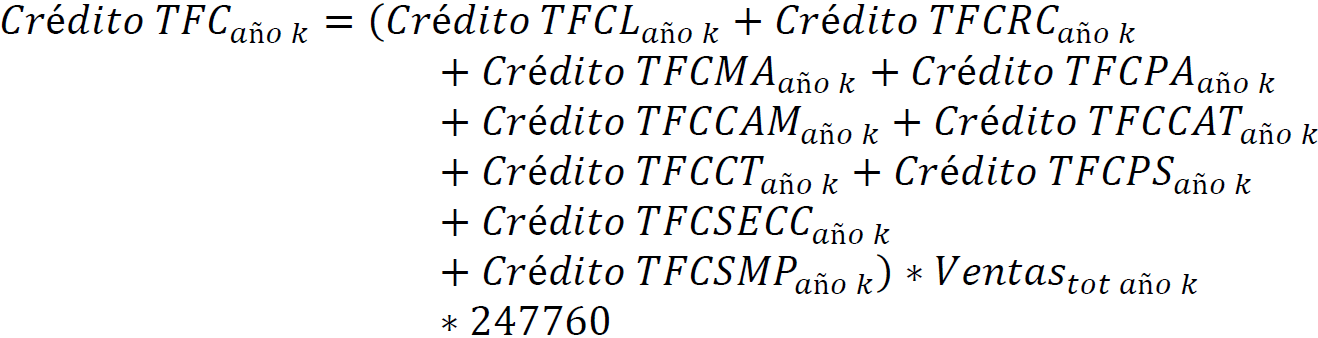 Crédito TFC_{año k} = (Crédito TFCL_{año k} + Crédito TFCRC_{año k}
+ Crédito TFCMA_{año k} + Crédito TFCPA_{año k}
+ Crédito TFCCAM_{año k} + Crédito TFCCAT_{año k}
+ Crédito TFCCT_{año k} + Crédito TFCPS_{año k}
+ Crédito TFCSECC_{año k}
+ Crédito TFCSMP_{año k}) * Ventas_{tot año k}
* 247760